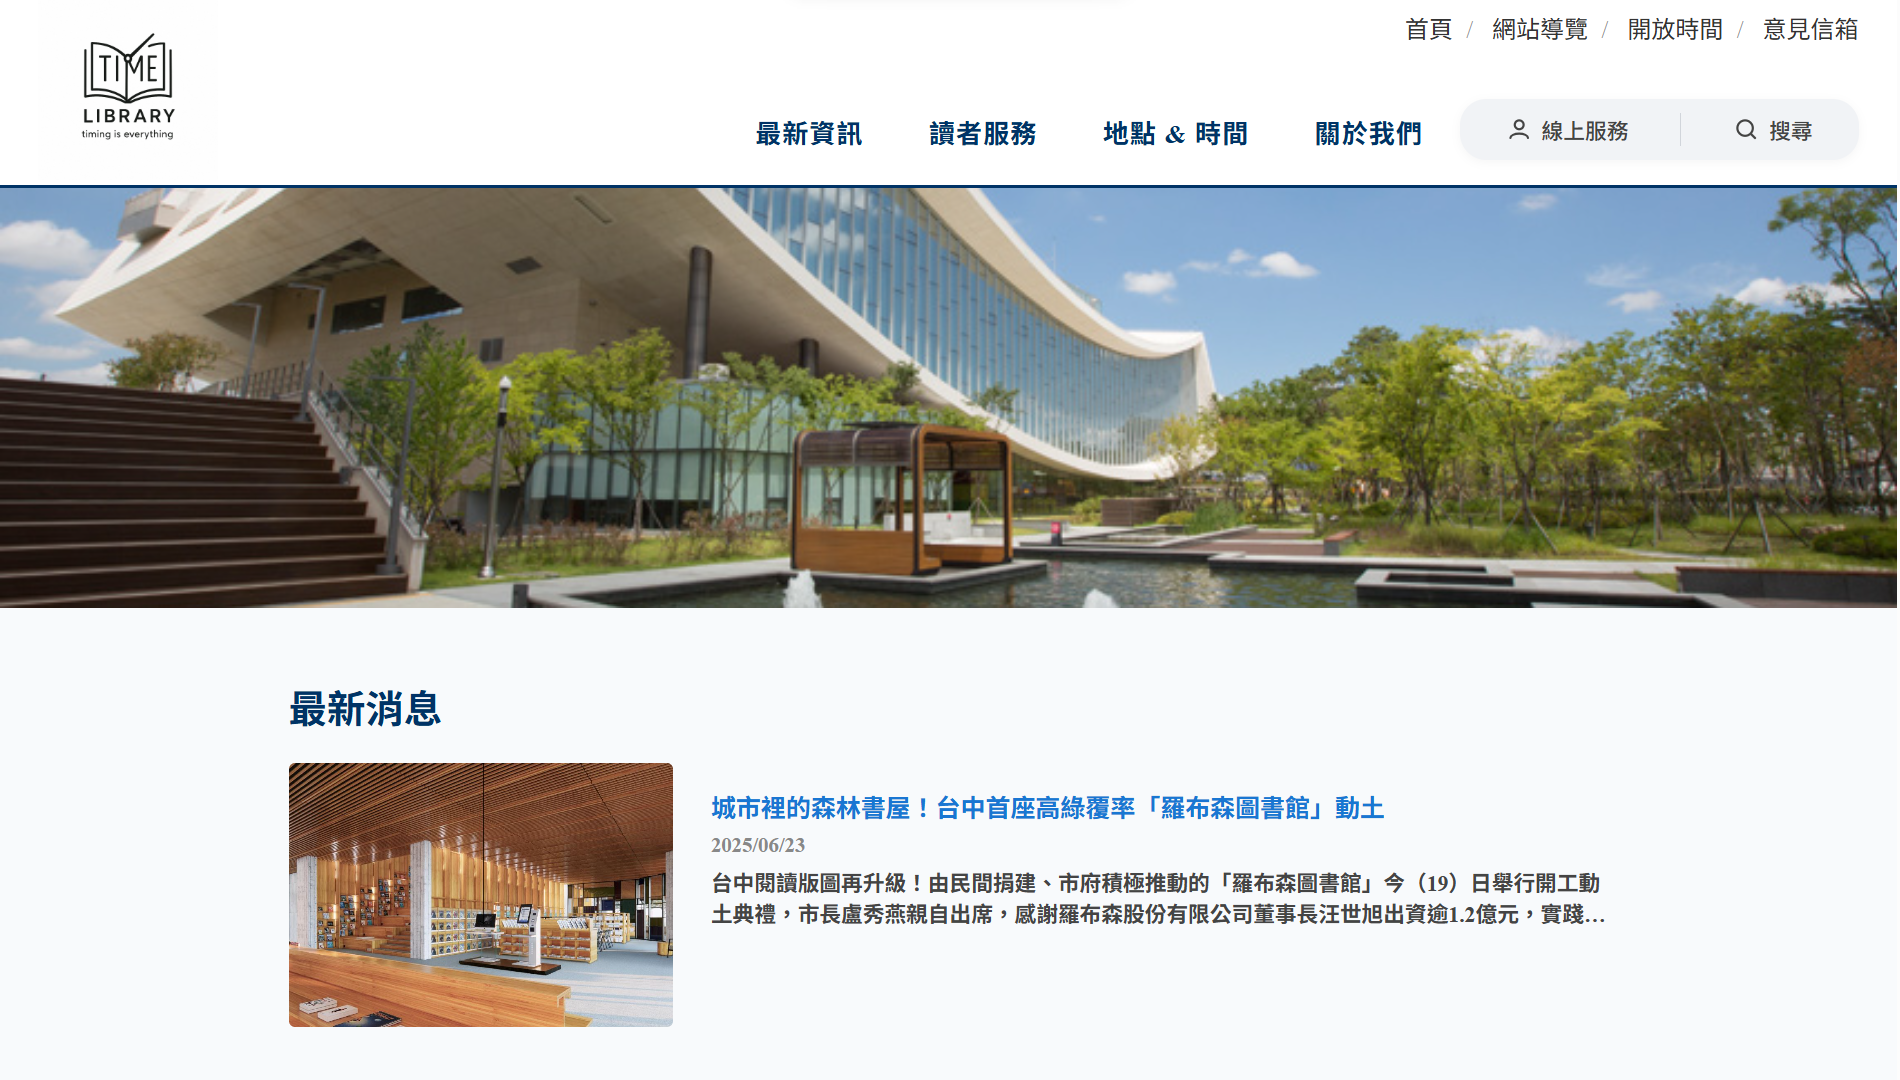 TIME
LIBRARY
timing is everything
首頁 / 網站導覽 / 開放時間 / 意見信箱
最新資訊 讀者服務 地點 & 時間 關於我們 線上服務 搜尋
最新消息
城市裡的森林書屋！台中首座高綠覆率「羅布森圖書館」動土
2025/06/23
台中閱讀版圖再升級！由民間捐建、市府積極推動的「羅布森圖書館」今（19）日舉行開工動
土典禮，市長盧秀燕親自出席，感謝羅布森股份有限公司董事長汪世旭出資逾1.2億元，實踐…